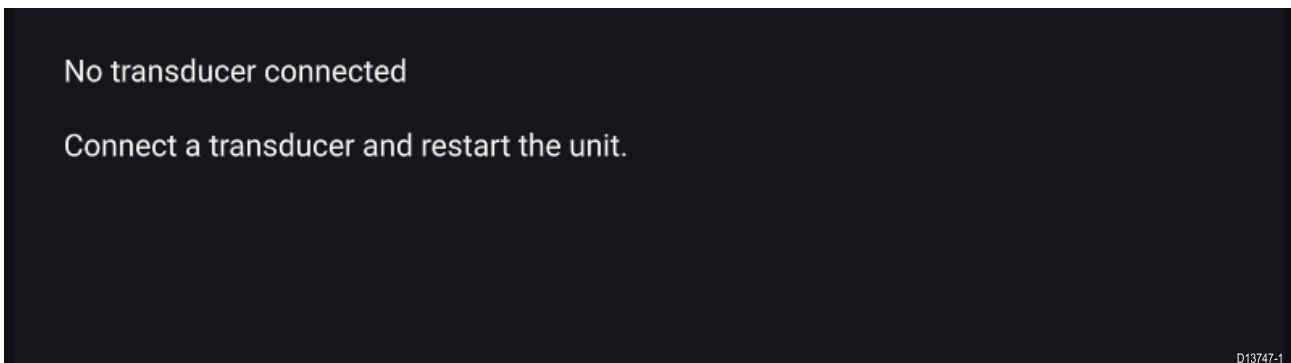 No transducer connected
Connect a transducer and restart the unit.
D13747-1